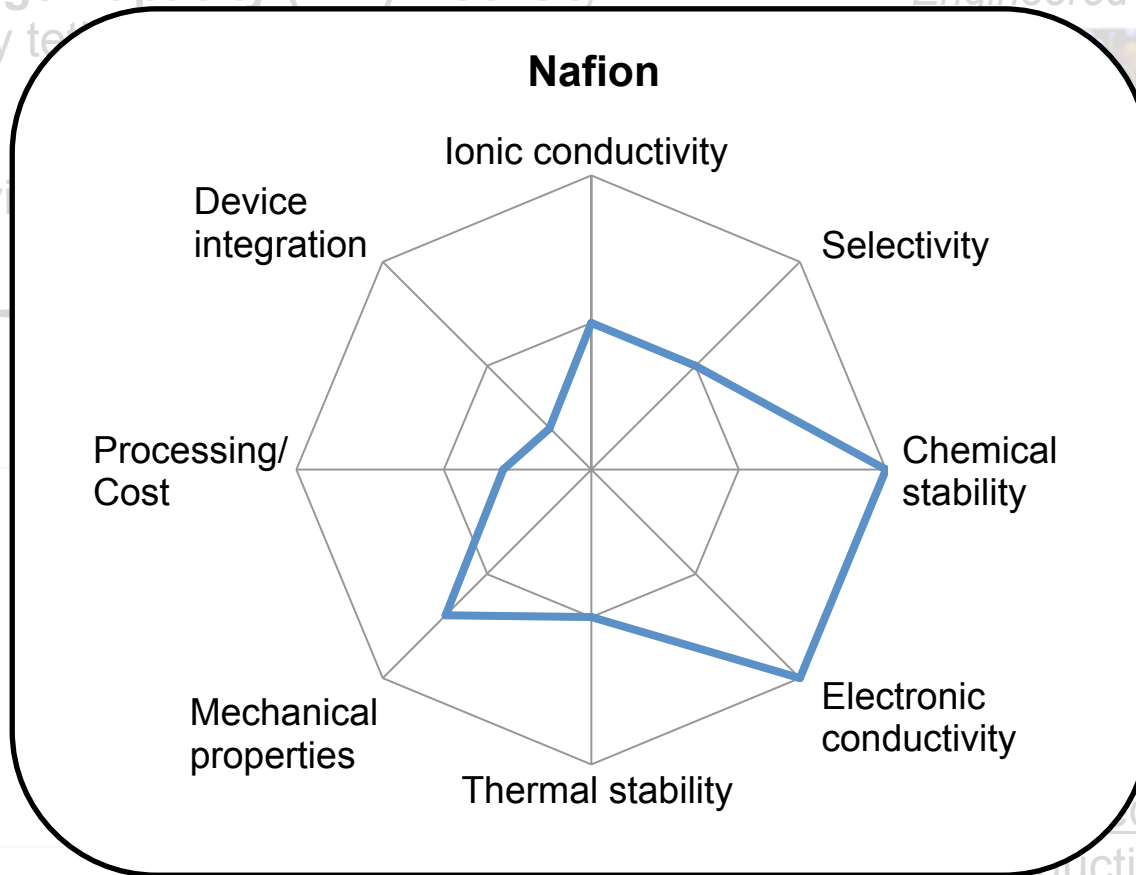 Nafion
Ionic conductivity
Device
integration
Selectivity
Processing/
Cost
Chemical
stability
Mechanical
properties
Electronic
conductivity
Thermal stability